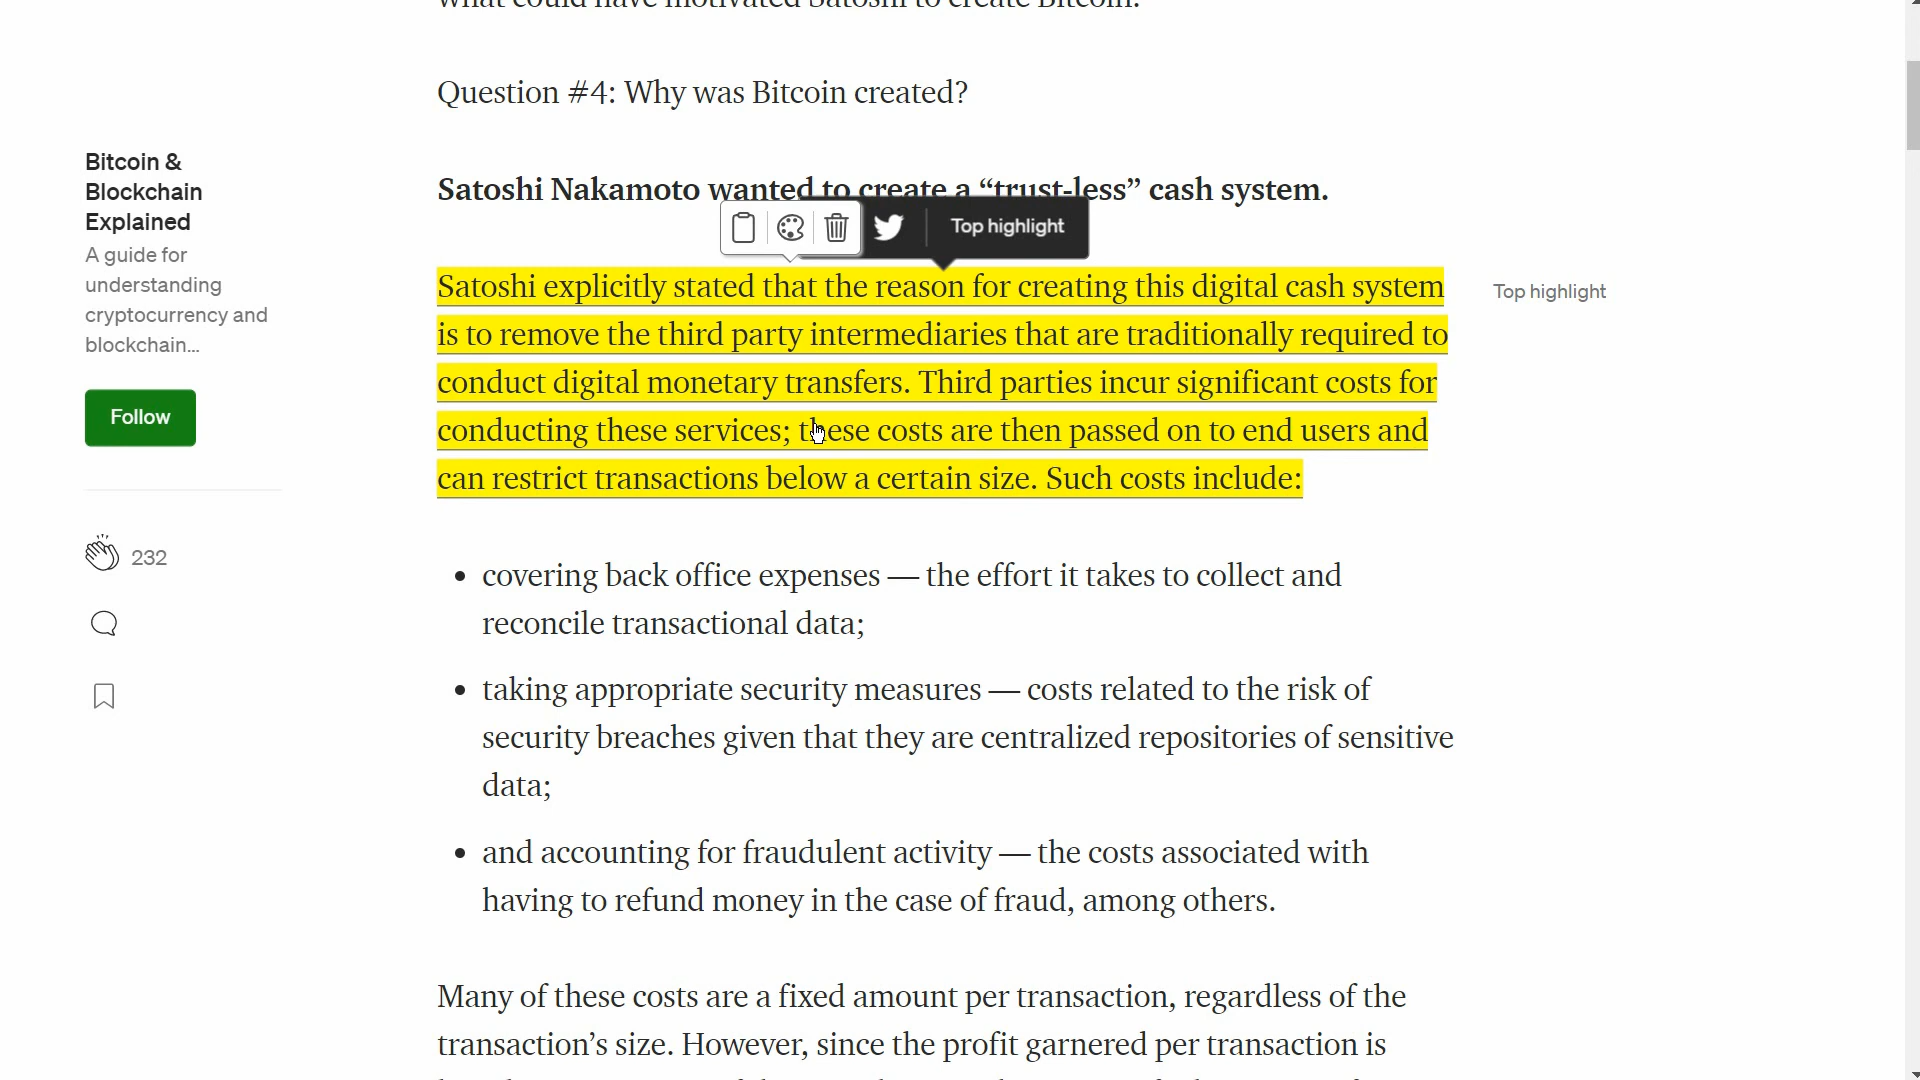 what could have motivated Satoshi to create Bitcoin.
Question #4: Why was Bitcoin created?
Bitcoin &
Blockchain
Explained
A guide for
understanding
cryptocurrency and
blockchain...
Follow
232
Satoshi Nakamoto wanted to create a “trust-less” cash system.
Top highlight
Satoshi explicitly stated that the reason for creating this digital cash system
is to remove the third party intermediaries that are traditionally required to
conduct digital monetary transfers. Third parties incur significant costs for
conducting these services; these costs are then passed on to end users and
can restrict transactions below a certain size. Such costs include:
Top highlight
• covering back office expenses — the effort it takes to collect and
reconcile transactional data;
• taking appropriate security measures — costs related to the risk of
security breaches given that they are centralized repositories of sensitive
data;
• and accounting for fraudulent activity — the costs associated with
having to refund money in the case of fraud, among others.
Many of these costs are a fixed amount per transaction, regardless of the
transaction’s size. However, since the profit garnered per transaction is